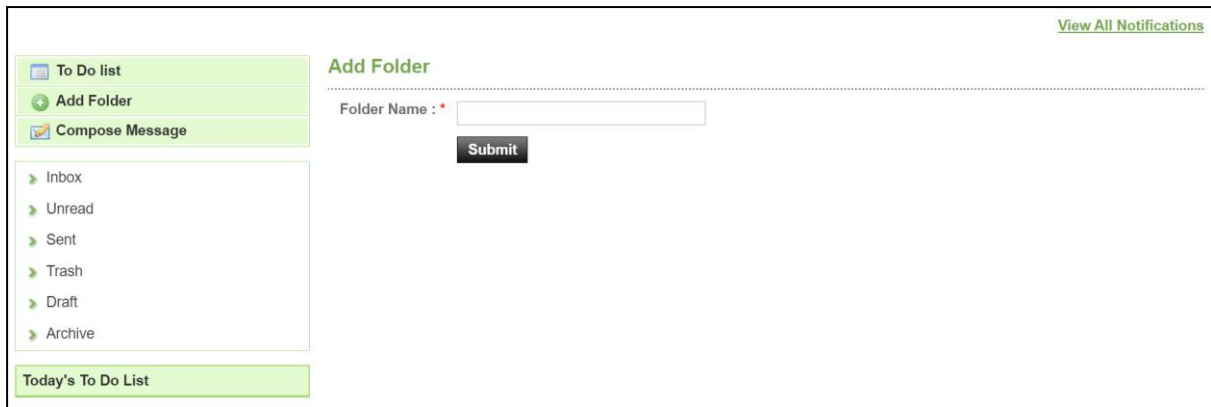 View All Notifications
To Do list
Add Folder
Compose Message
Inbox
Unread
Sent
Trash
Draft
Archive
Today's To Do List
Add Folder
Folder Name : *
Submit